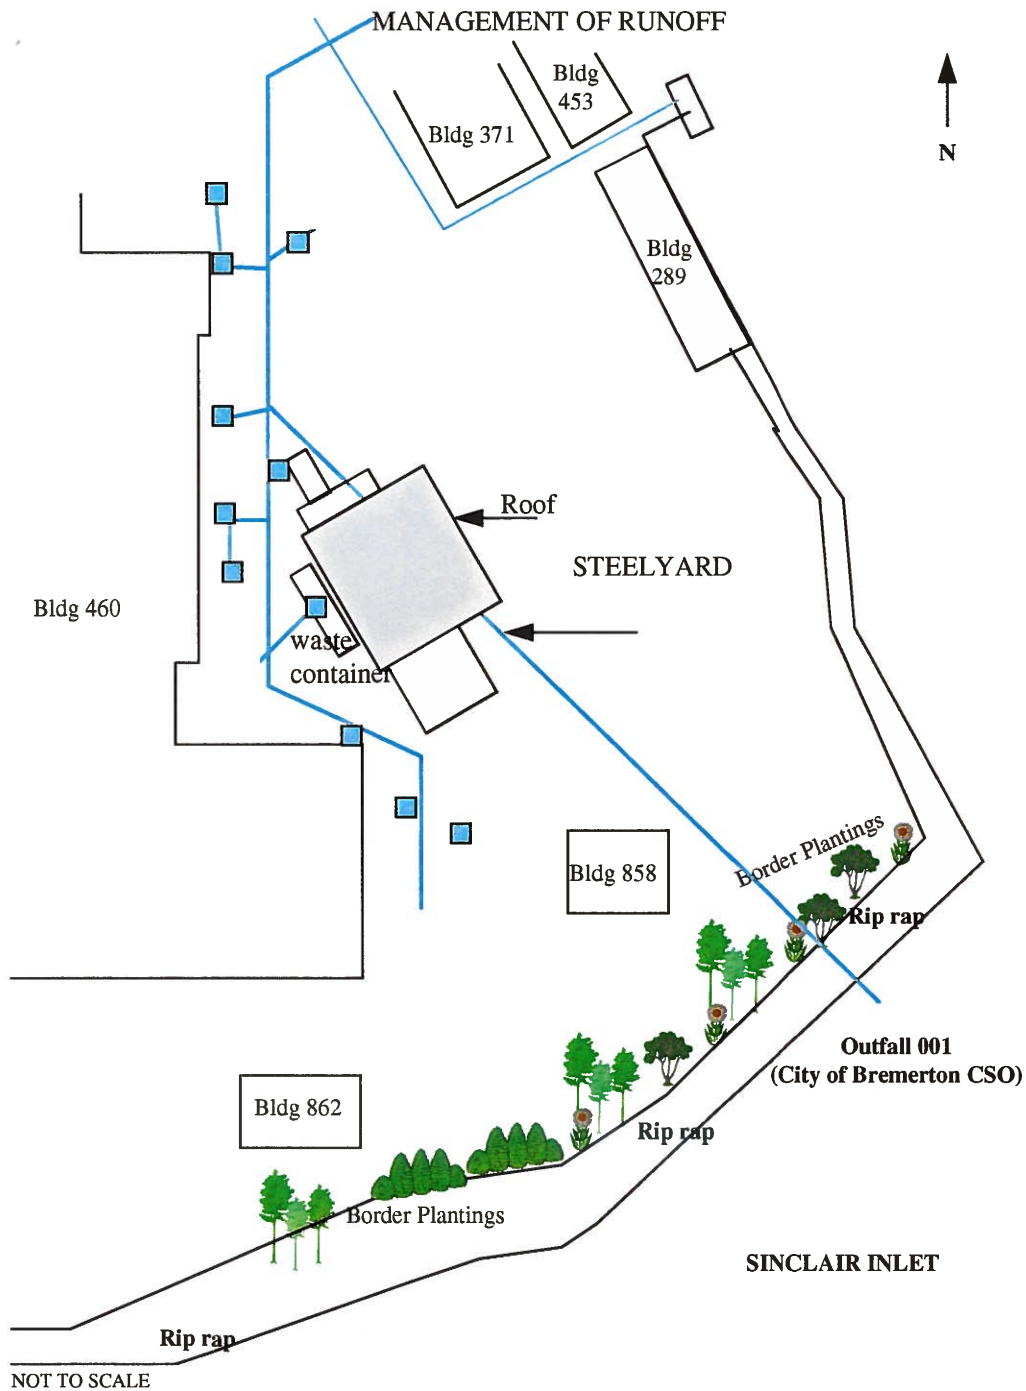 MANAGEMENT OF RUNOFF
Bldg
453
Bldg 371
N
Bldg
289
Roof
STEELYARD
Bldg 460
waste
container
Border Plantings
Bldg 858
Rip rap
Outfall 001
(City of Bremerton CSO)
Bldg 862
Rip rap
Border Plantings
SINCLAIR INLET
Rip rap
NOT TO SCALE